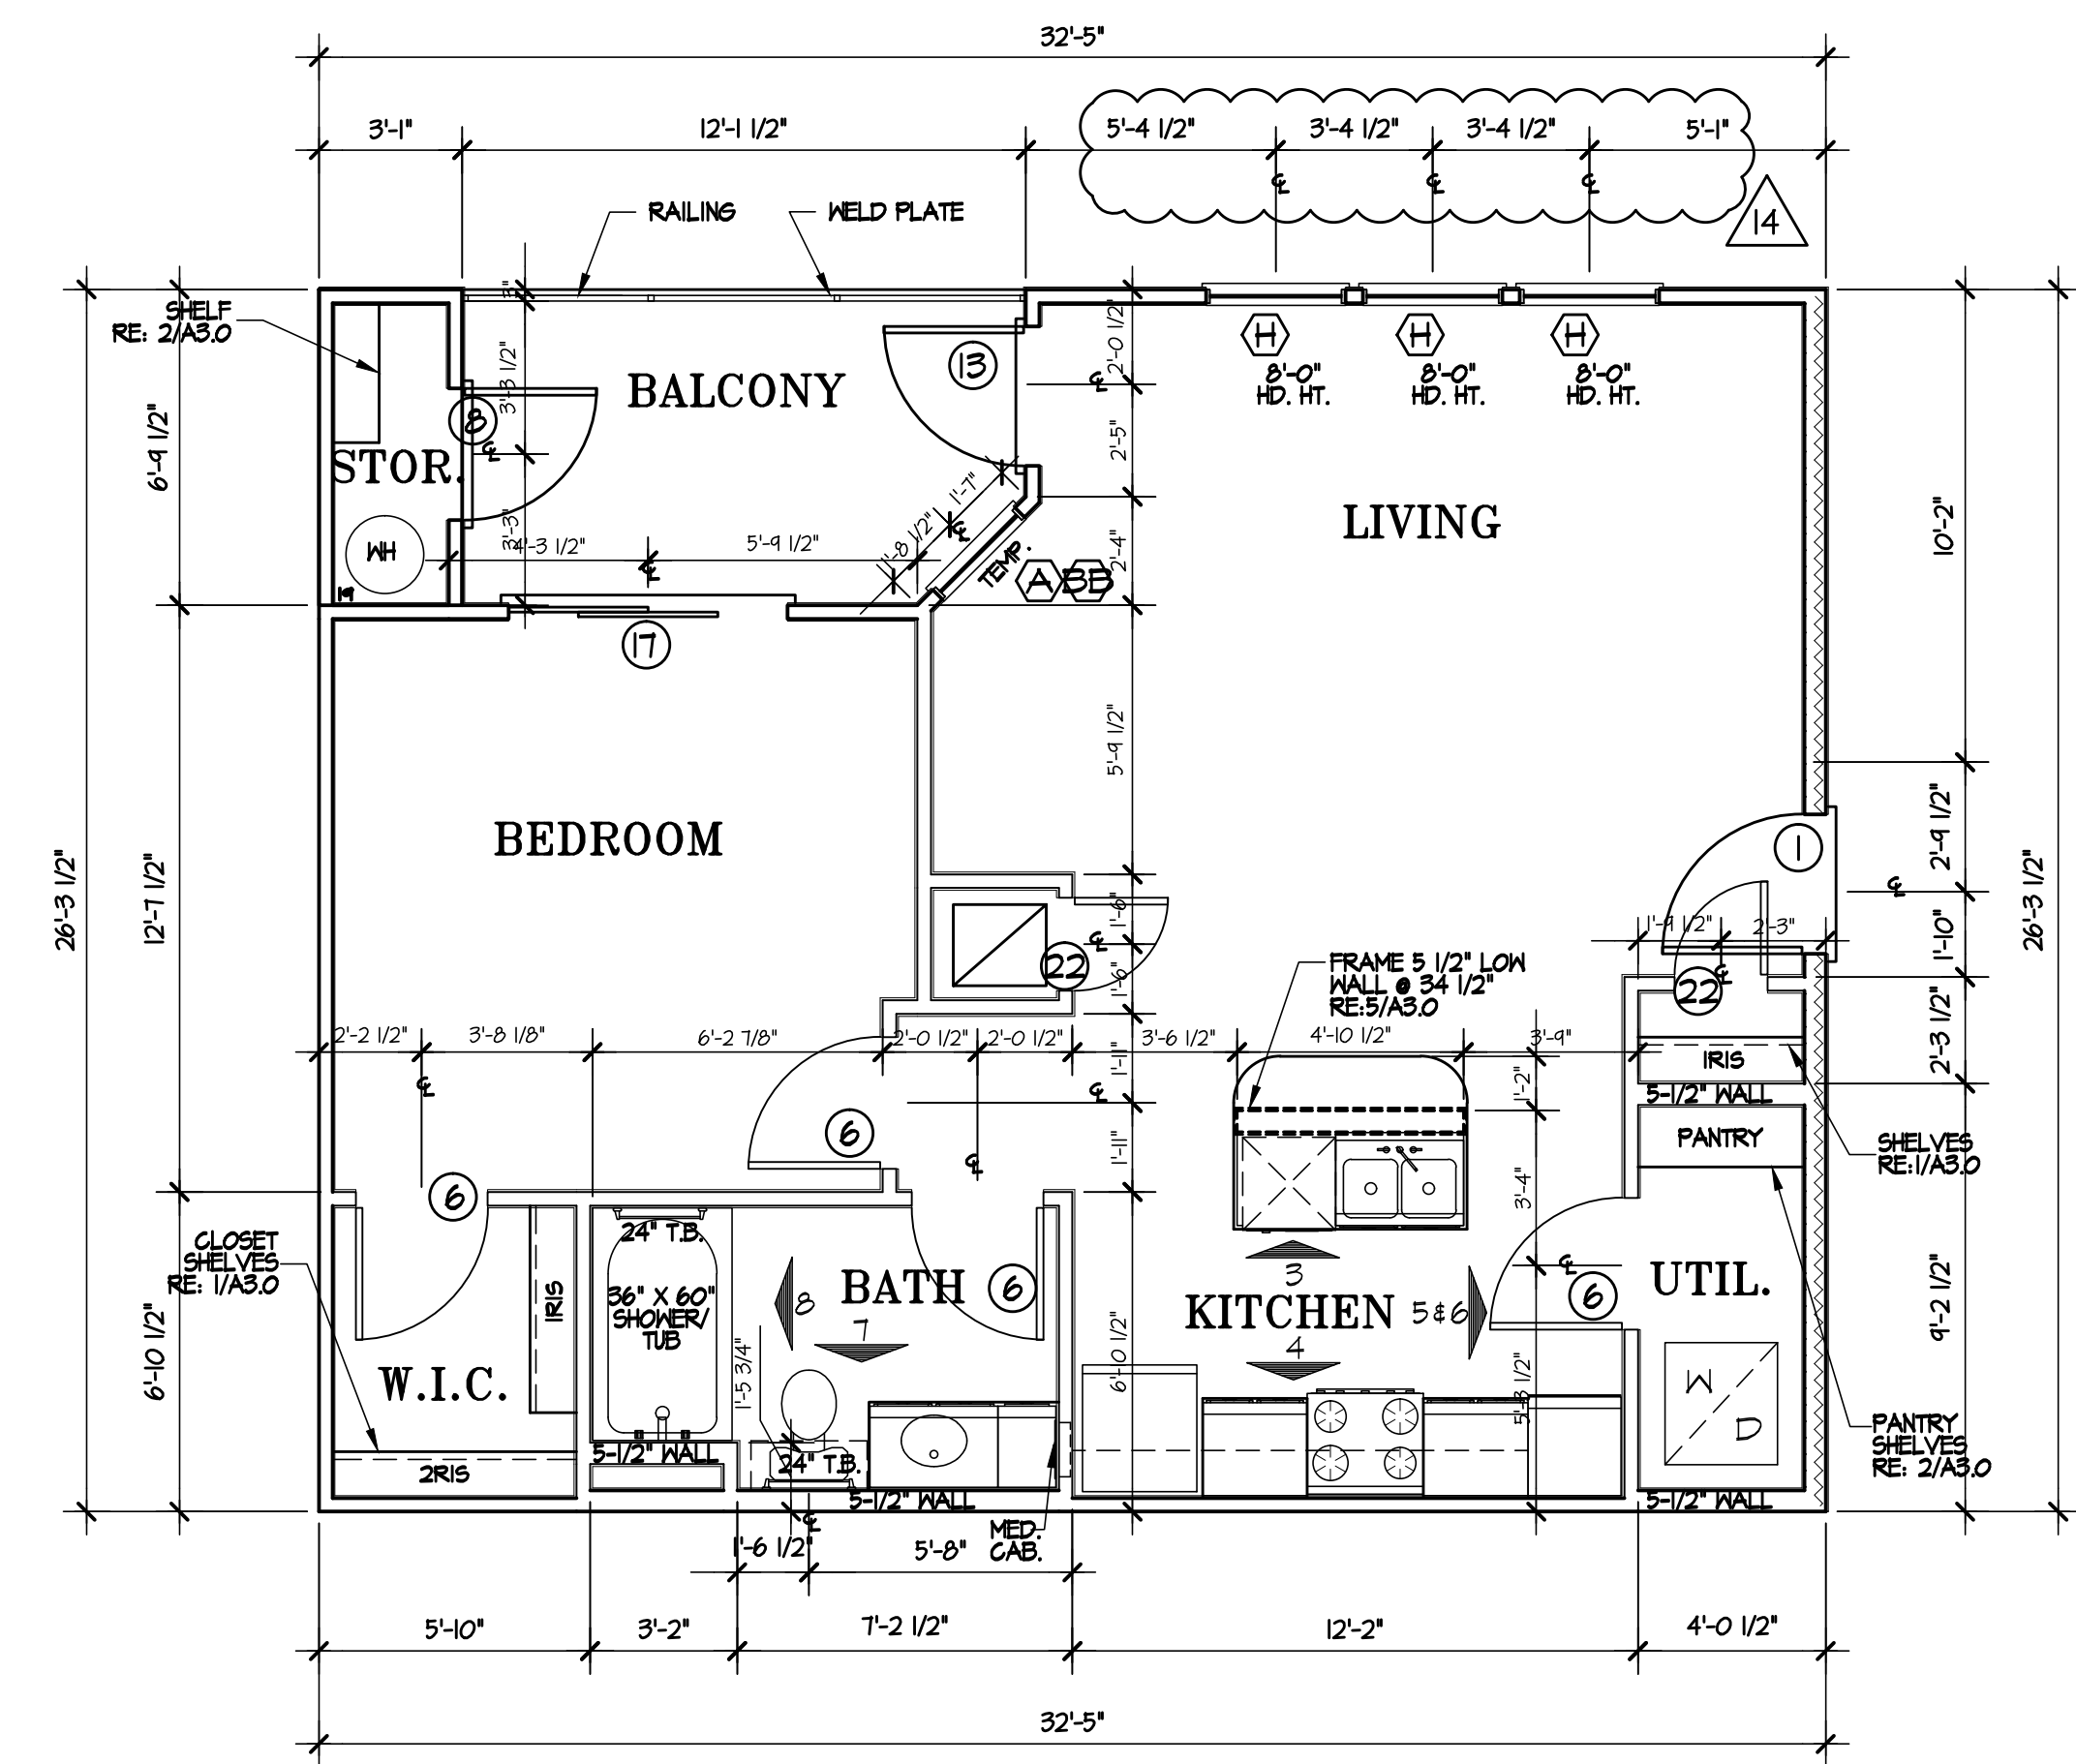 32'-5"
3'-1"
12'-1 1/2"
5'-4 1/2"
3'-4 1/2"
3'-4 1/2"
5'-1"
℄
℄
℄
RAILING
WELD PLATE
14
SHELF
RE: 2/A3.0
3"
3'-3 1/2"
2'-0 1/2"
13
H
H
H
8'-0"
HD. HT.
8'-0"
HD. HT.
8'-0"
HD. HT.
BALCONY
℄
8
℄
2'-5"
6'-9 1/2"
STOR.
1'-7"
LIVING
10'-2"
WH
3'-3"
4'-3 1/2"
℄
5'-9 1/2"
1'-8 1/2"
℄
TEMP.
A
BB
2'-4"
19
17
5'-9 1/2"
BEDROOM
26'-3 1/2"
12'-7 1/2"
1
2'-9 1/2"
℄
26'-3 1/2"
1'-6"
℄
1'-9 1/2"
2'-3"
1'-10"
22
1'-6"
FRAME 5 1/2" LOW
WALL @ 34 1/2"
RE:5/A3.0
℄
22
2'-2 1/2"
3'-8 1/8"
6'-2 7/8"
2'-0 1/2"
2'-0 1/2"
3'-6 1/2"
4'-10 1/2"
3'-9"
2'-3 1/2"
1RIS
℄
1'-11"
℄
1'-2"
5-1/2" WALL
6
℄
1'-11"
PANTRY
SHELVES
RE:1/A3.0
6
3'-4"
CLOSET
SHELVES
RE: 1/A3.0
24" T.B.
36" X 60"
SHOWER/
TUB
1RIS
8
BATH
7
6
3
KITCHEN
5&6
4
℄
6
UTIL.
9'-2 1/2"
6'-10 1/2"
W.I.C.
1'-5 3/4"
6'-0 1/2"
5'-3 1/2"
W
D
PANTRY
SHELVES
RE: 2/A3.0
2RIS
5-1/2" WALL
24" T.B.
5-1/2" WALL
5-1/2" WALL
℄
MED.
CAB.
1'-6 1/2"
5'-8"
5'-10"
3'-2"
7'-2 1/2"
12'-2"
4'-0 1/2"
32'-5"